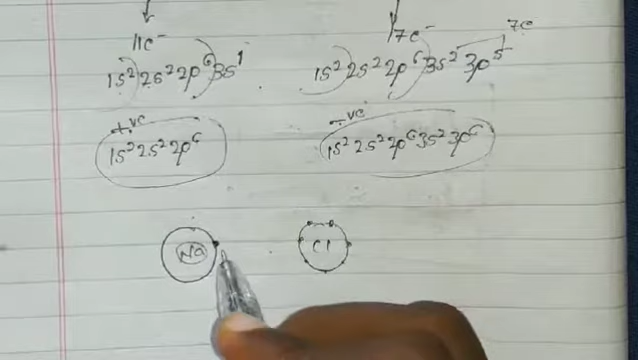 11e⁻ 17e⁻ 7e
1s² 2s² 2p⁶ 3s¹ 1s² 2s² 2p⁶ 3s² 3p⁵
+ve -ve
1s² 2s² 2p⁶ 1s² 2s² 2p⁶ 3s² 3p⁶
Na Cl